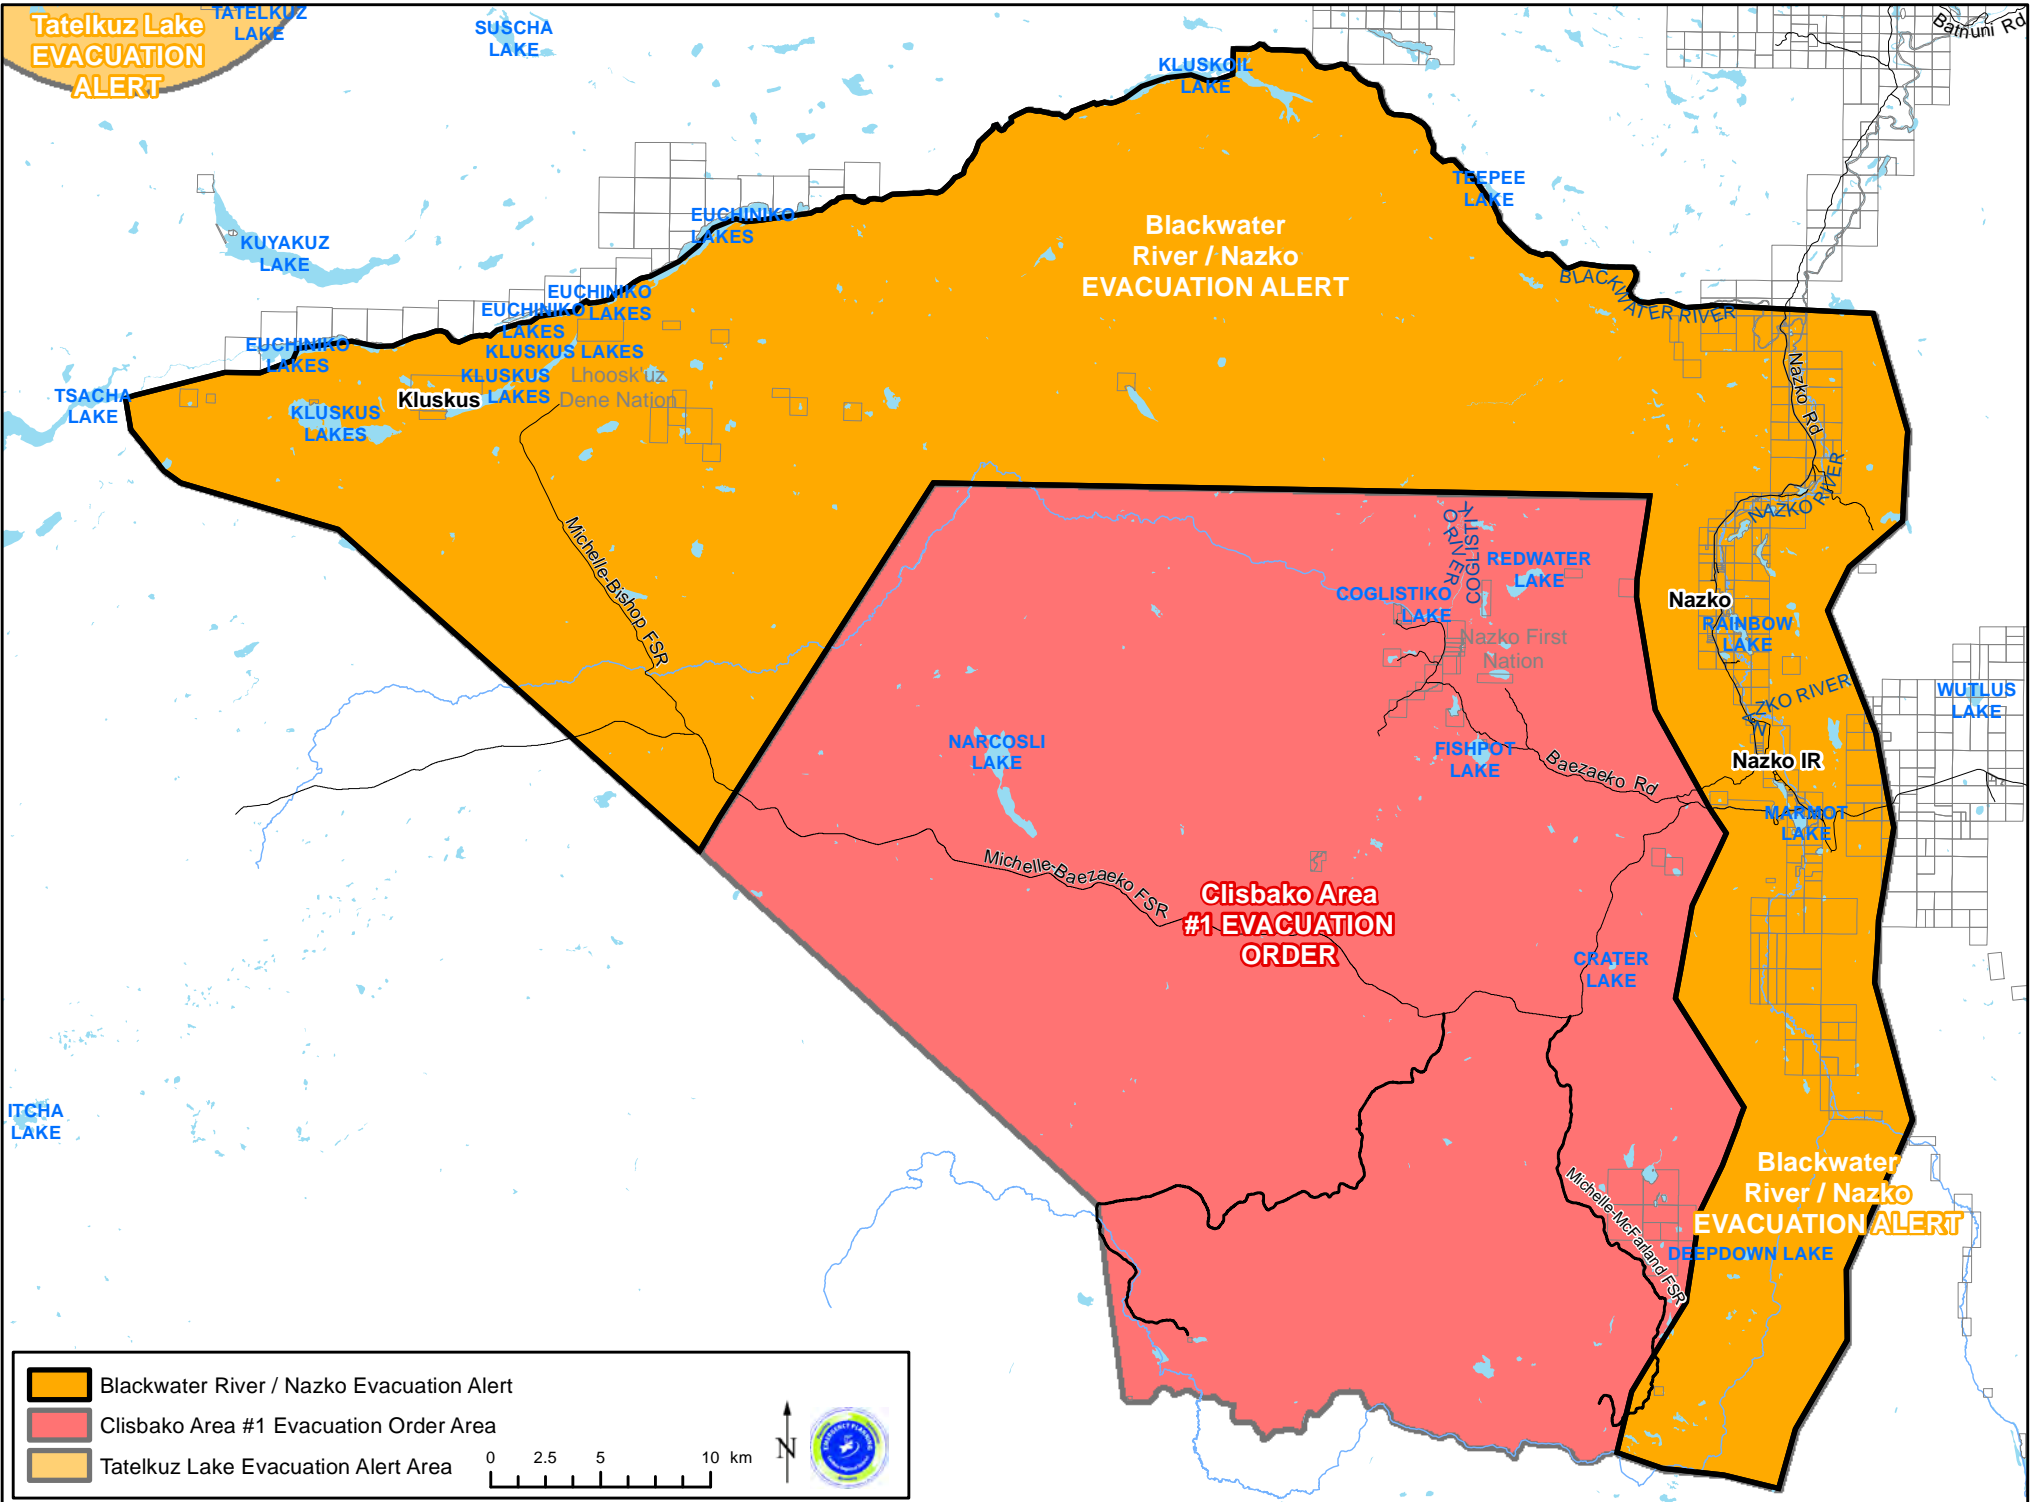 Tatelkuz Lake
EVACUATION
ALERT
TATELKUZ
LAKE
SUSCHA
LAKE
KLUSKOIL
LAKE
Batnuni Rd
TEEPEE
LAKE
EUCHINIKO
LAKES
KUYAKUZ
LAKE
Blackwater
River / Nazko
EVACUATION ALERT
BLACKWATER RIVER
EUCHINIKO
LAKES
EUCHINIKO
LAKES
EUCHINIKO
LAKES
KLUSKUS LAKES
KLUSKUS
LAKES
Lhoosk'uz
Dene Nation
TSACHA
LAKE
KLUSKUS
LAKES
Kluskus
Nazko Rd
NAZKO RIVER
Michelle-Bishop FSR
COGLISTIKO RIVER
REDWATER
LAKE
COGLISTIKO
LAKE
Nazko First
Nation
Nazko
RAINBOW
LAKE
NAZKO RIVER
WUTLUS
LAKE
NARCOSLI
LAKE
FISHPOT
LAKE
Baezaeko Rd
Nazko IR
MARMOT
LAKE
Michelle-Baezaeko FSR
Clisbako Area
#1 EVACUATION
ORDER
CRATER
LAKE
ITCHA
LAKE
Michelle-McFarland FSR
Blackwater
River / Nazko
EVACUATION ALERT
DEEPDOWN LAKE
Blackwater River / Nazko Evacuation Alert
Clisbako Area #1 Evacuation Order Area
Tatelkuz Lake Evacuation Alert Area
0 2.5 5 10 km
N
EMERGENCY PLANNING